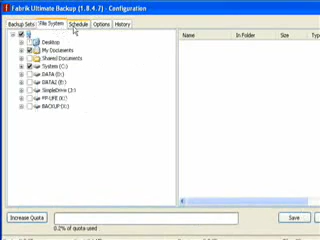 Fabrik Ultimate Backup (1.8.4.7) - Configuration
Backup Sets File System Schedule Options History
Name In Folder Size Type
Desktop
My Documents
Shared Documents
System (C:)
DATA (D:)
DATA2 (E:)
SimpleDrive (J:)
BACKUP (X:)
Increase Quota Save
0.2% of quota used